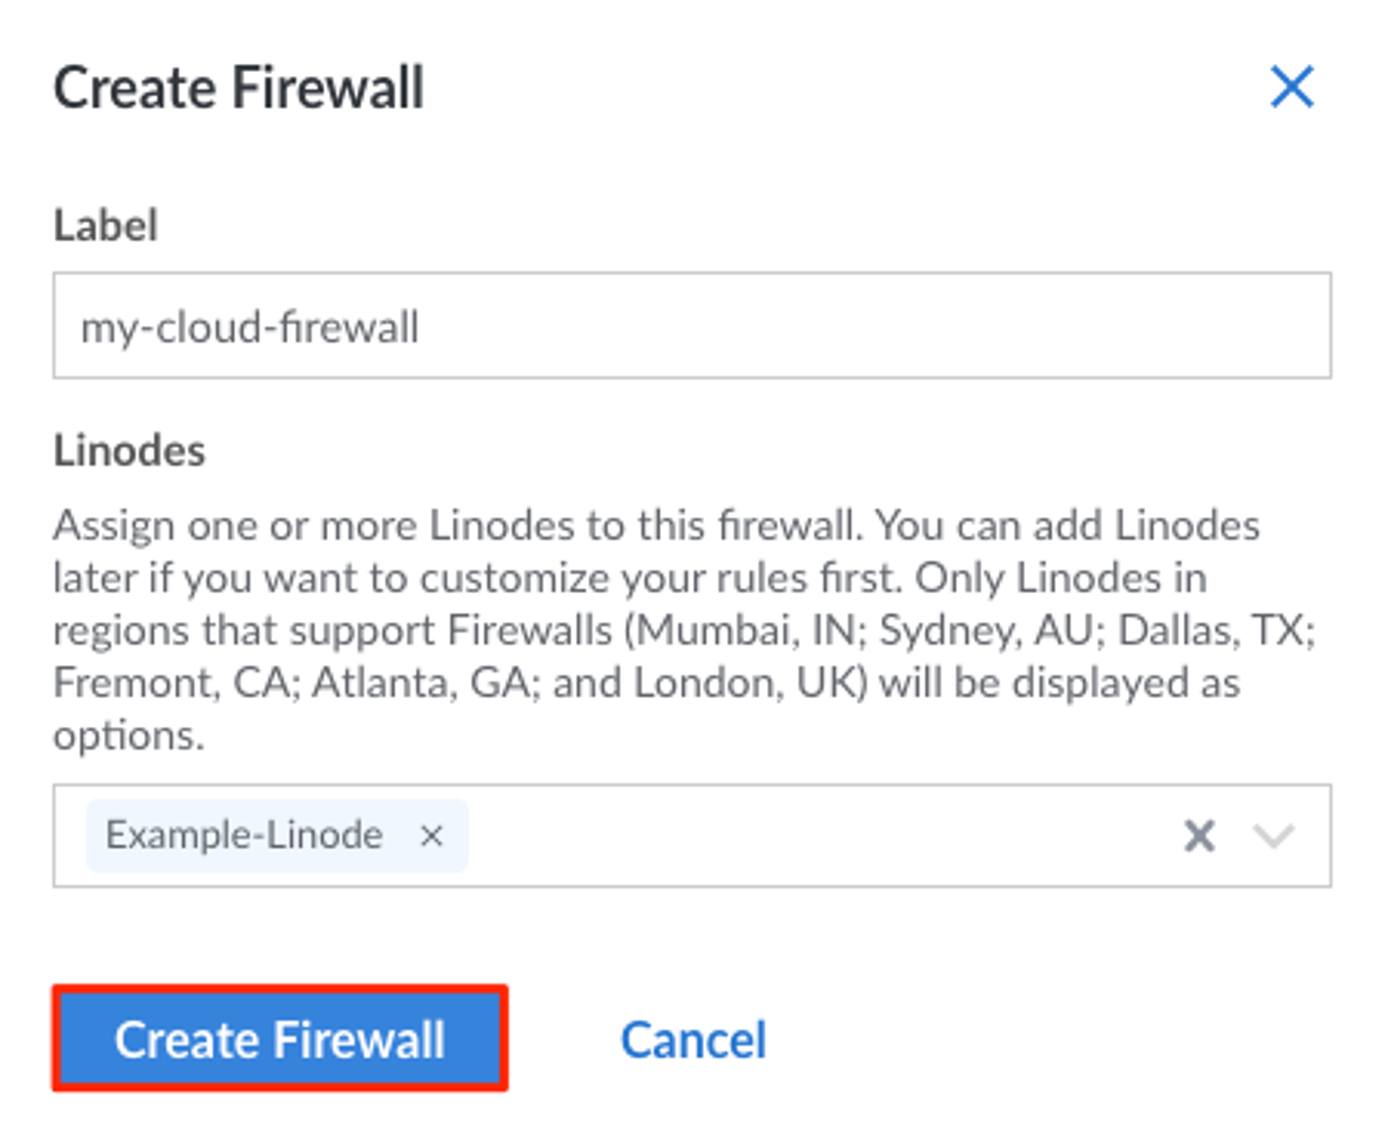 Create Firewall
Label
my-cloud-firewall
Linodes
Assign one or more Linodes to this firewall. You can add Linodes
later if you want to customize your rules first. Only Linodes in
regions that support Firewalls (Mumbai, IN; Sydney, AU; Dallas, TX;
Fremont, CA; Atlanta, GA; and London, UK) will be displayed as
options.
Example-Linode
Create Firewall Cancel